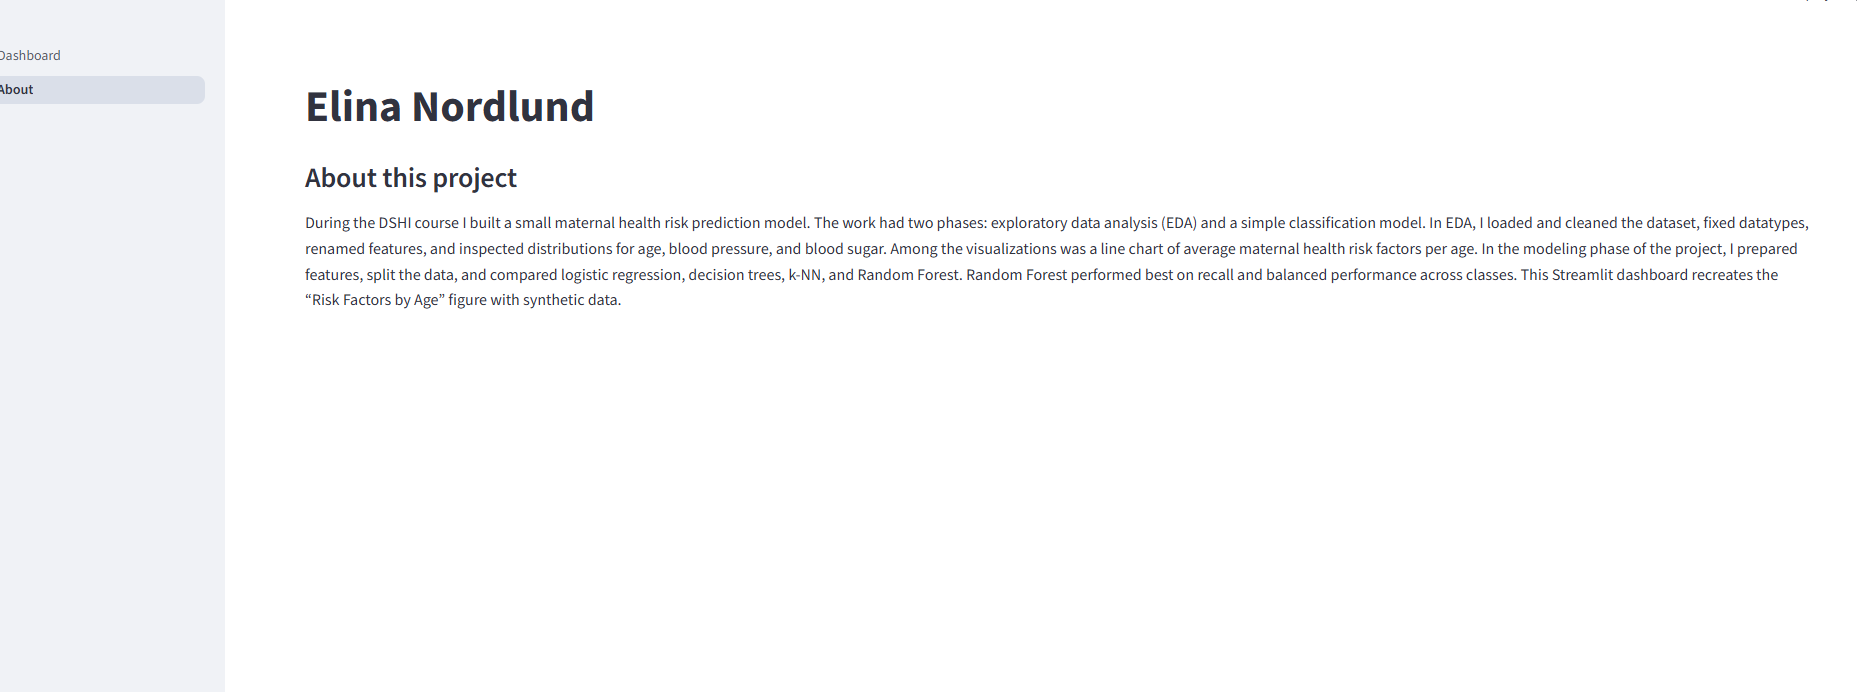 Dashboard
About
Elina Nordlund
About this project
During the DSHI course I built a small maternal health risk prediction model. The work had two phases: exploratory data analysis (EDA) and a simple classification model. In EDA, I loaded and cleaned the dataset, fixed datatypes,
renamed features, and inspected distributions for age, blood pressure, and blood sugar. Among the visualizations was a line chart of average maternal health risk factors per age. In the modeling phase of the project, I prepared
features, split the data, and compared logistic regression, decision trees, k-NN, and Random Forest. Random Forest performed best on recall and balanced performance across classes. This Streamlit dashboard recreates the
“Risk Factors by Age” figure with synthetic data.